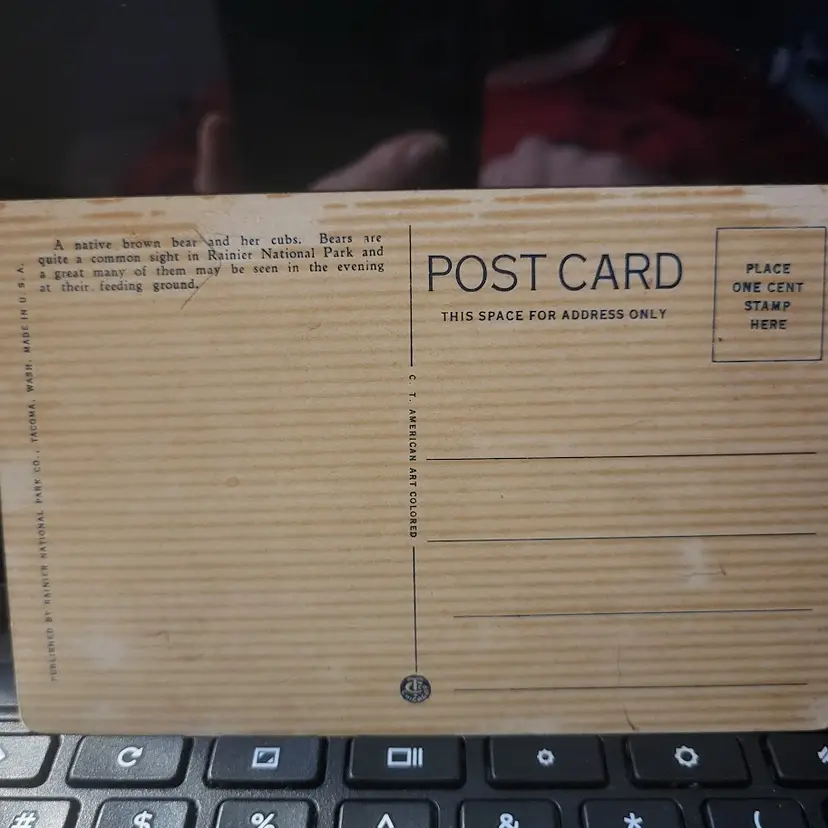 A native brown bear and her cubs. Bears are
quite a common sight in Rainier National Park and
a great many of them may be seen in the evening
at their feeding ground.
PUBLISHED BY RAINIER NATIONAL PARK CO., TACOMA, WASH. MADE IN U.S.A.
C. T. AMERICAN ART COLORED
POST CARD
THIS SPACE FOR ADDRESS ONLY
PLACE
ONE CENT
STAMP
HERE
# $ % ^ & * (